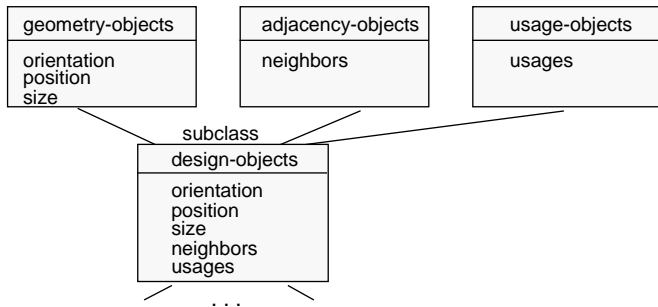 geometry-objects
orientation
position
size
adjacency-objects
neighbors
usage-objects
usages
subclass
design-objects
orientation
position
size
neighbors
usages
...